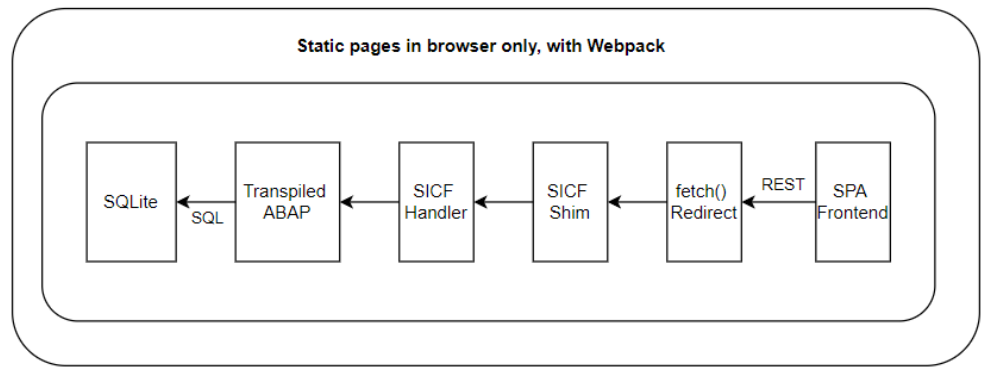 Static pages in browser only, with Webpack
SQLite
SQL
Transpiled
ABAP
SICF
Handler
SICF
Shim
fetch()
Redirect
REST
SPA
Frontend